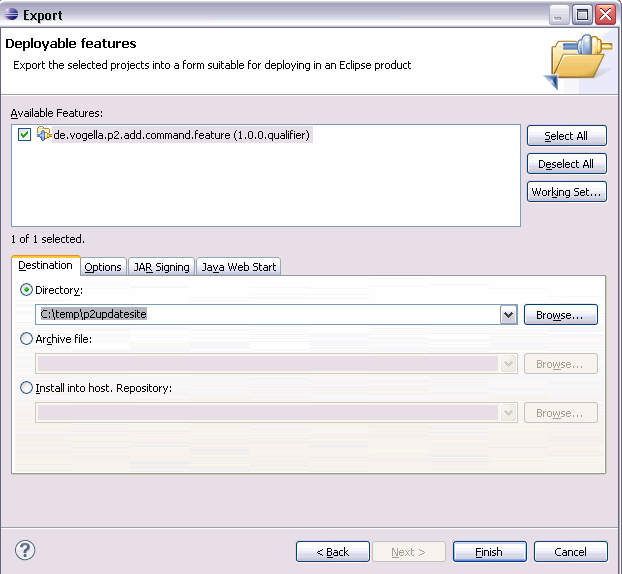 Export
Deployable features
Export the selected projects into a form suitable for deploying in an Eclipse product
Available Features:
de.vogella.p2.add.command.feature (1.0.0.qualifier)
Select All
Deselect All
Working Set...
1 of 1 selected.
Destination Options JAR Signing Java Web Start
Directory:
C:\temp\p2updatesite Browse...
Archive file:
Browse...
Install into host. Repository:
Browse...
? < Back Next > Finish Cancel